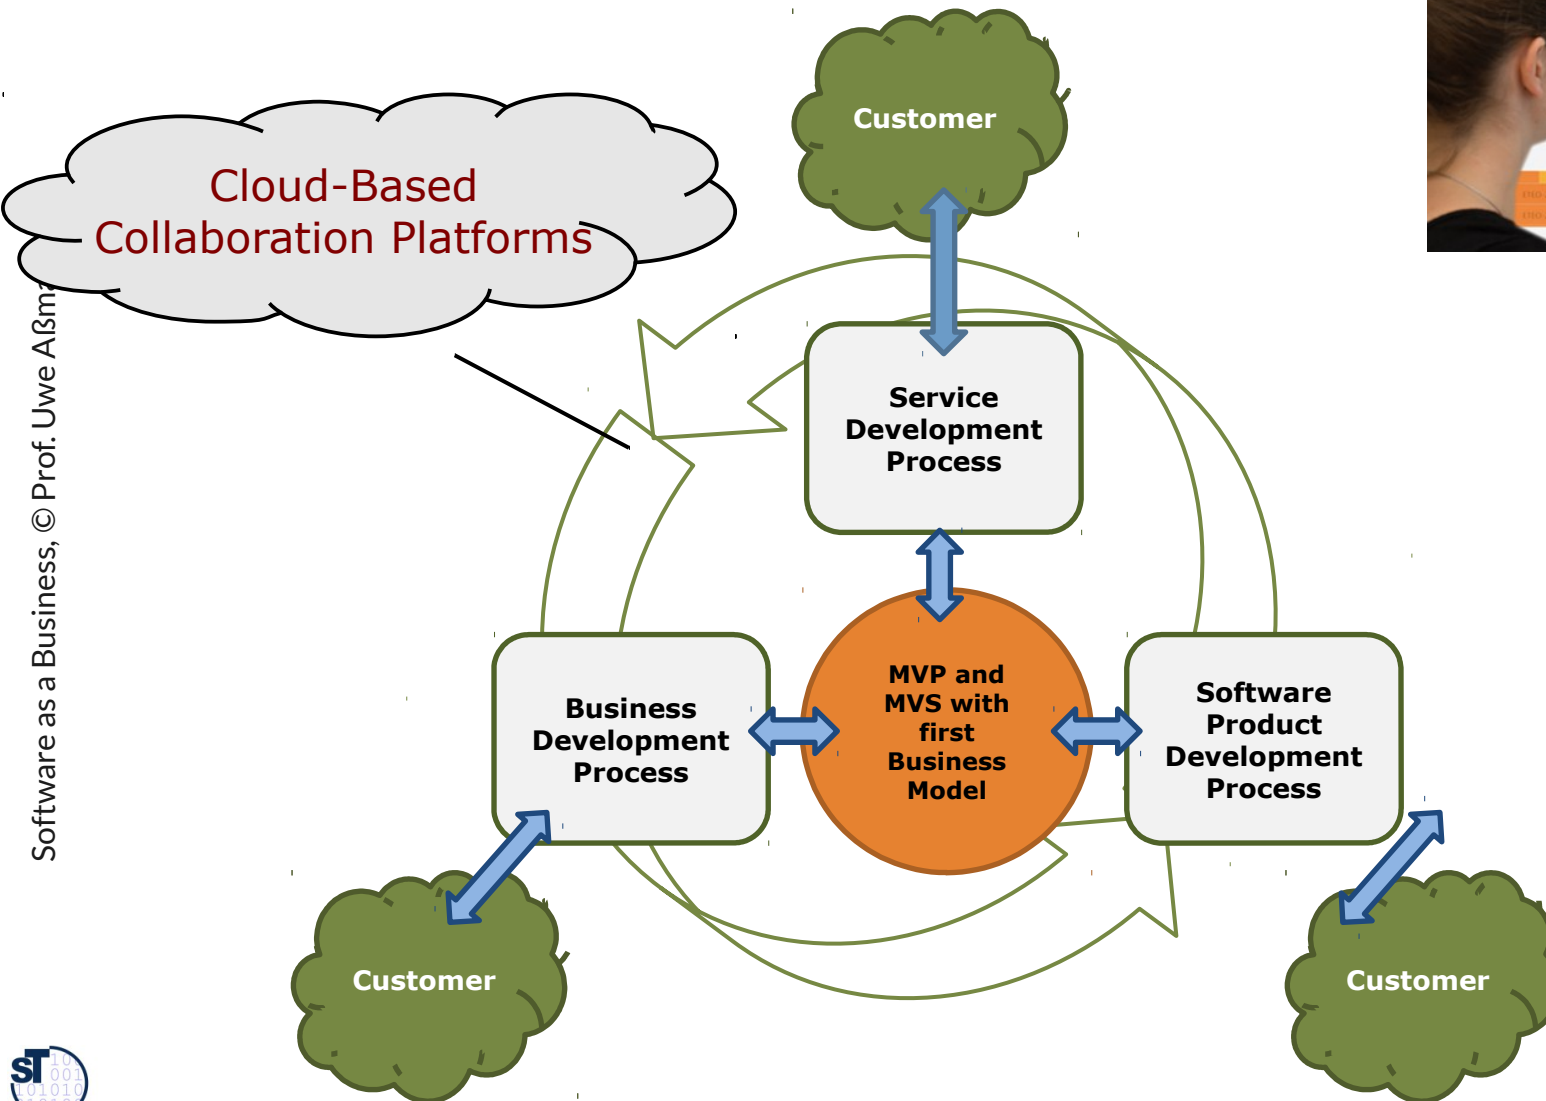 Customer
Cloud-Based
Collaboration Platforms
Service
Development
Process
MVP and
MVS with
first
Business
Model
Business
Development
Process
Software
Product
Development
Process
Customer
Customer
Software as a Business, © Prof. Uwe
ST